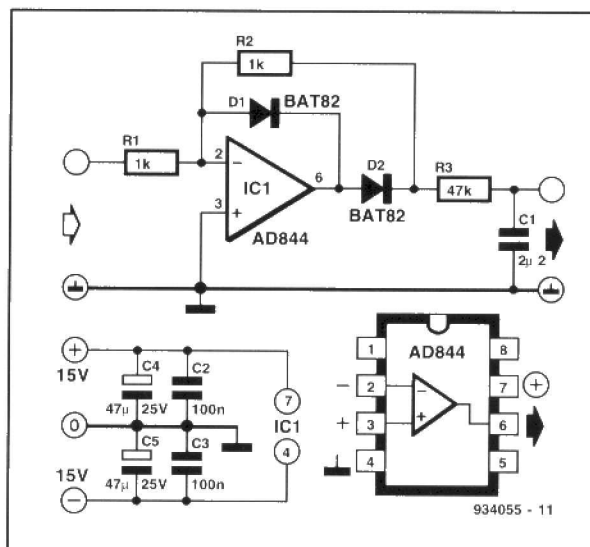 R2
1k
D1
BAT82
R1
1k
2
−
3
+
IC1
6
AD844
D2
BAT82
R3
47k
C1
2µ2
+
15V
C4
47µ 25V
C2
100n
7
IC1
4
0
C5
47µ 25V
C3
100n
15V
−
AD844
1
8
− 2
−
7 +
+ 3
+
6
4
5
934055 - 11